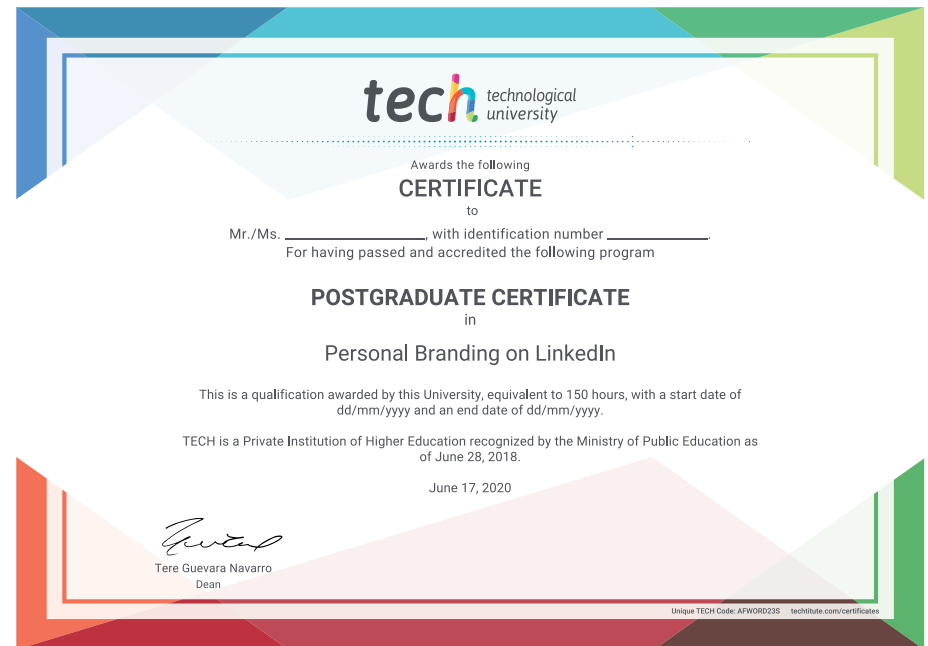 tech technological
university
Awards the following
CERTIFICATE
to
Mr./Ms. ____________________, with identification number ______________.
For having passed and accredited the following program
POSTGRADUATE CERTIFICATE
in
Personal Branding on LinkedIn
This is a qualification awarded by this University, equivalent to 150 hours, with a start date of
dd/mm/yyyy and an end date of dd/mm/yyyy.
TECH is a Private Institution of Higher Education recognized by the Ministry of Public Education as
of June 28, 2018.
June 17, 2020
Tere Guevara Navarro
Dean
Unique TECH Code: AFWORD23S techtitute.com/certificates